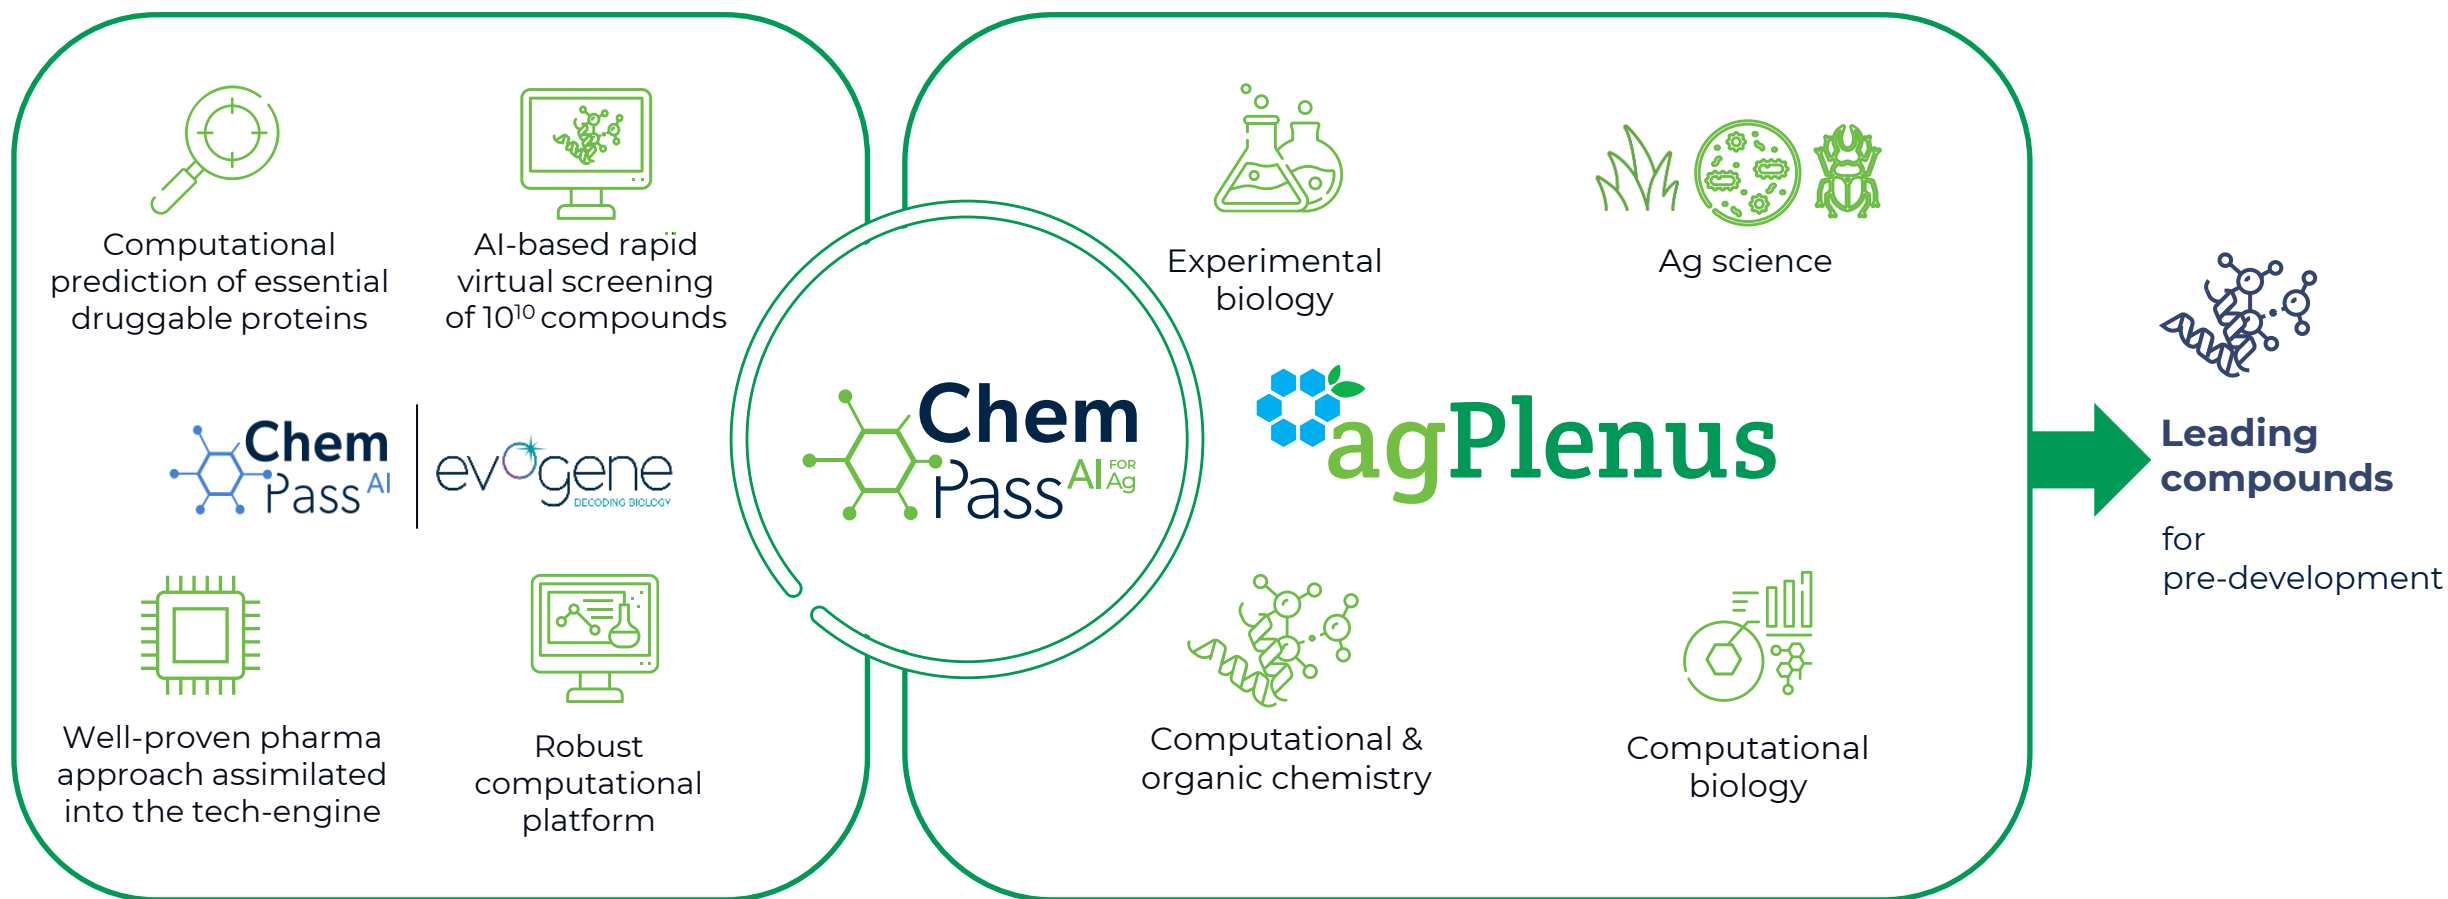 Computational
prediction of essential
druggable proteins
AI-based rapid
virtual screening
of 10¹⁰ compounds
Chem
Pass AI
evogene
DECODING BIOLOGY
Well-proven pharma
approach assimilated
into the tech-engine
Robust
computational
platform
Chem
Pass AI FOR Ag
Experimental
biology
Ag science
agPlenus
Computational &
organic chemistry
Computational
biology
Leading
compounds
for
pre-development